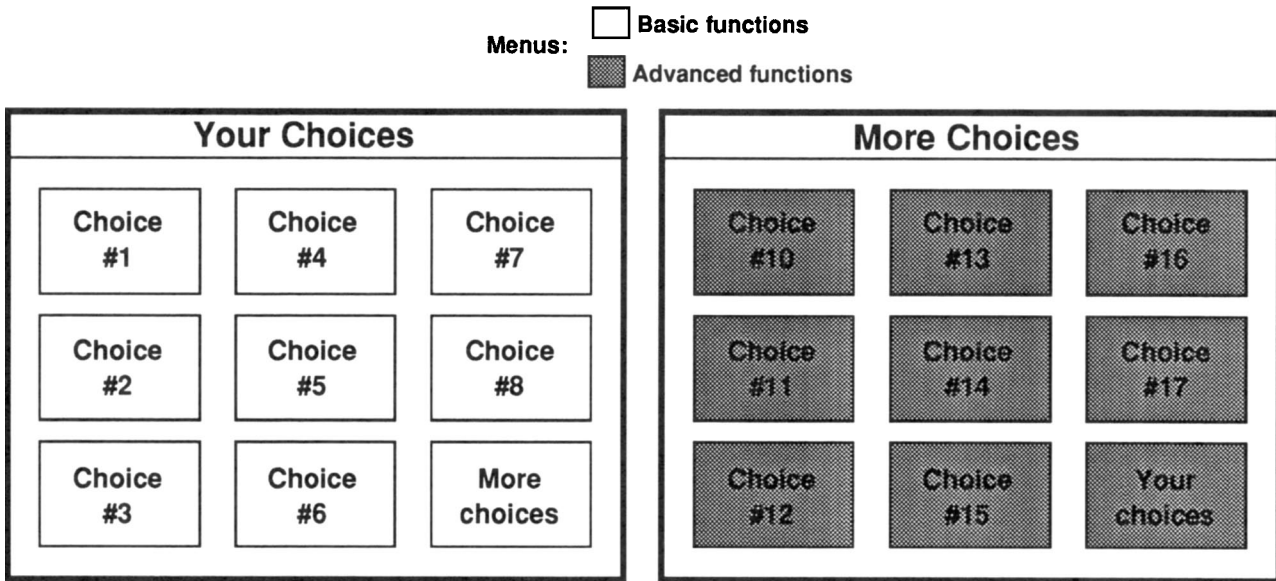 Basic functions
Menus:
Advanced functions
Your Choices
Choice
#1
Choice
#4
Choice
#7
Choice
#2
Choice
#5
Choice
#8
Choice
#3
Choice
#6
More
choices
More Choices
Choice
#10
Choice
#13
Choice
#16
Choice
#11
Choice
#14
Choice
#17
Choice
#12
Choice
#15
Your
choices